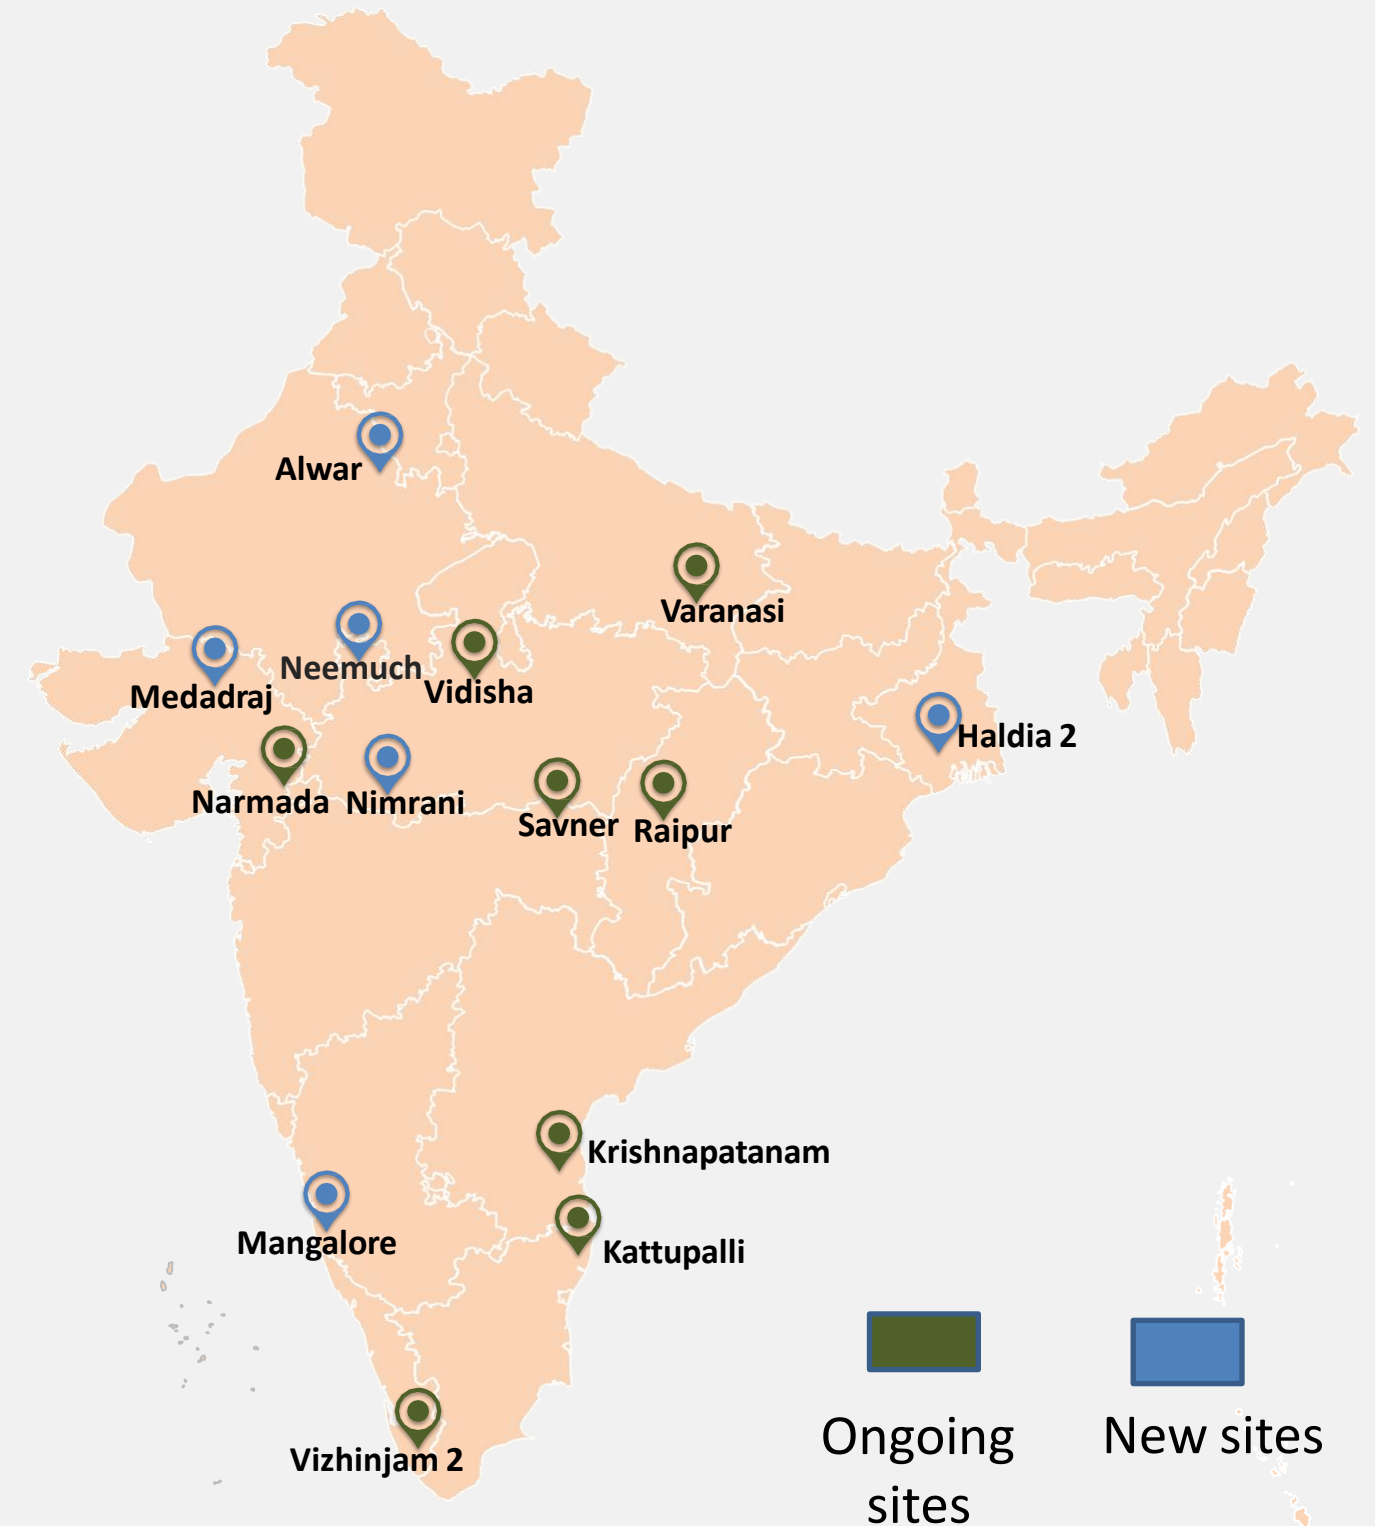 Alwar
Varanasi
Neemuch
Medadraj
Vidisha
Haldia 2
Narmada
Nimrani
Savner
Raipur
Krishnapatanam
Mangalore
Kattupalli
Vizhinjam 2
Ongoing
sites
New sites